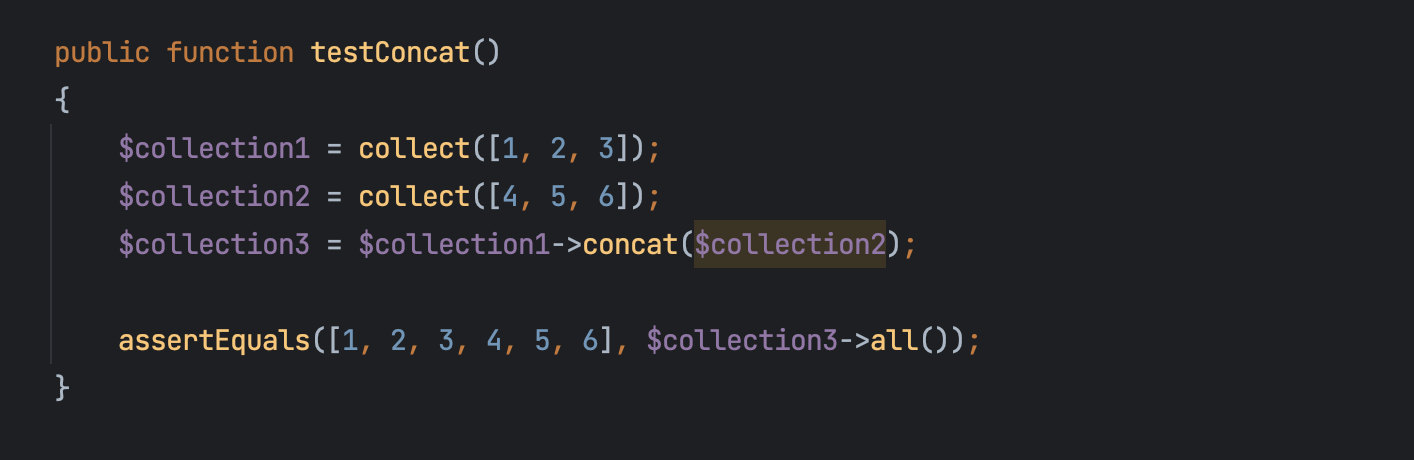 public function testConcat()
{
    $collection1 = collect([1, 2, 3]);
    $collection2 = collect([4, 5, 6]);
    $collection3 = $collection1->concat($collection2);

    assertEquals([1, 2, 3, 4, 5, 6], $collection3->all());
}